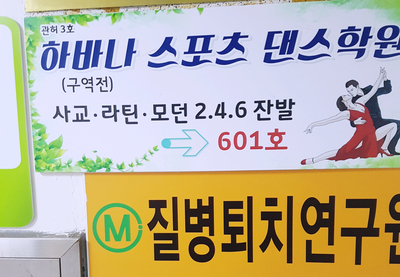 관허 3호
하바나 스포츠 댄스학원
(구역전)
사교·라틴·모던 2.4.6 잔발
601호
M 질병퇴치연구원